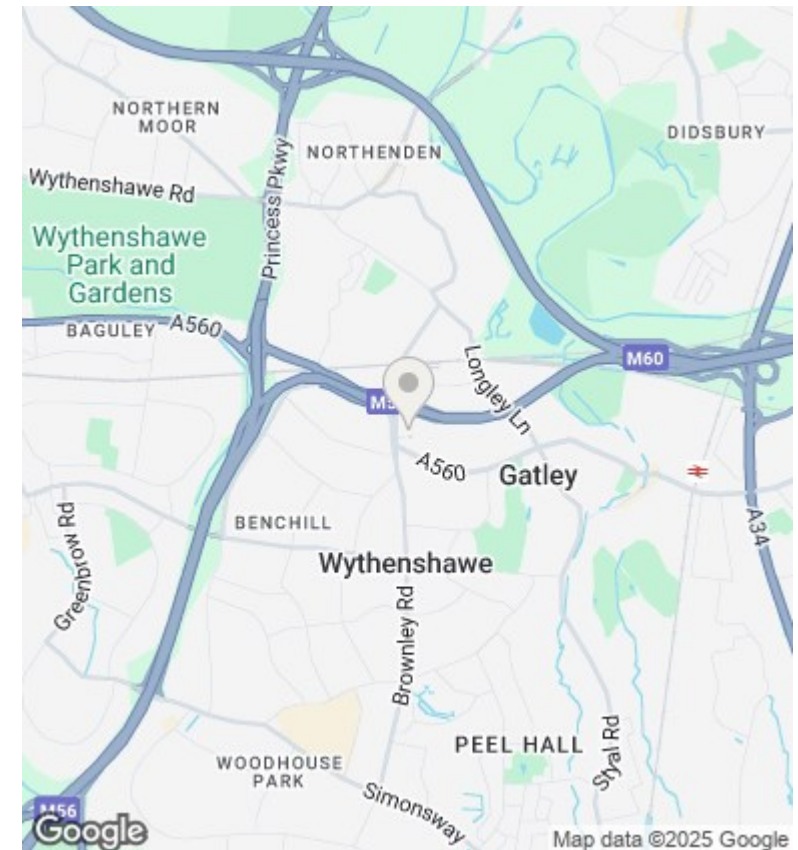 NORTHERN
MOOR
NORTHENDEN
DIDSBURY
Wythenshawe Rd
Princess Pkwy
Wythenshawe
Park and
Gardens
BAGULEY
A560
Longley Ln
M60
A560
Gatley
A34
Greenbrow Rd
BENCHILL
Wythenshawe
Brownley Rd
PEEL HALL
Styal Rd
WOODHOUSE
PARK
Simonsway
M56
Google
Map data ©2025 Google